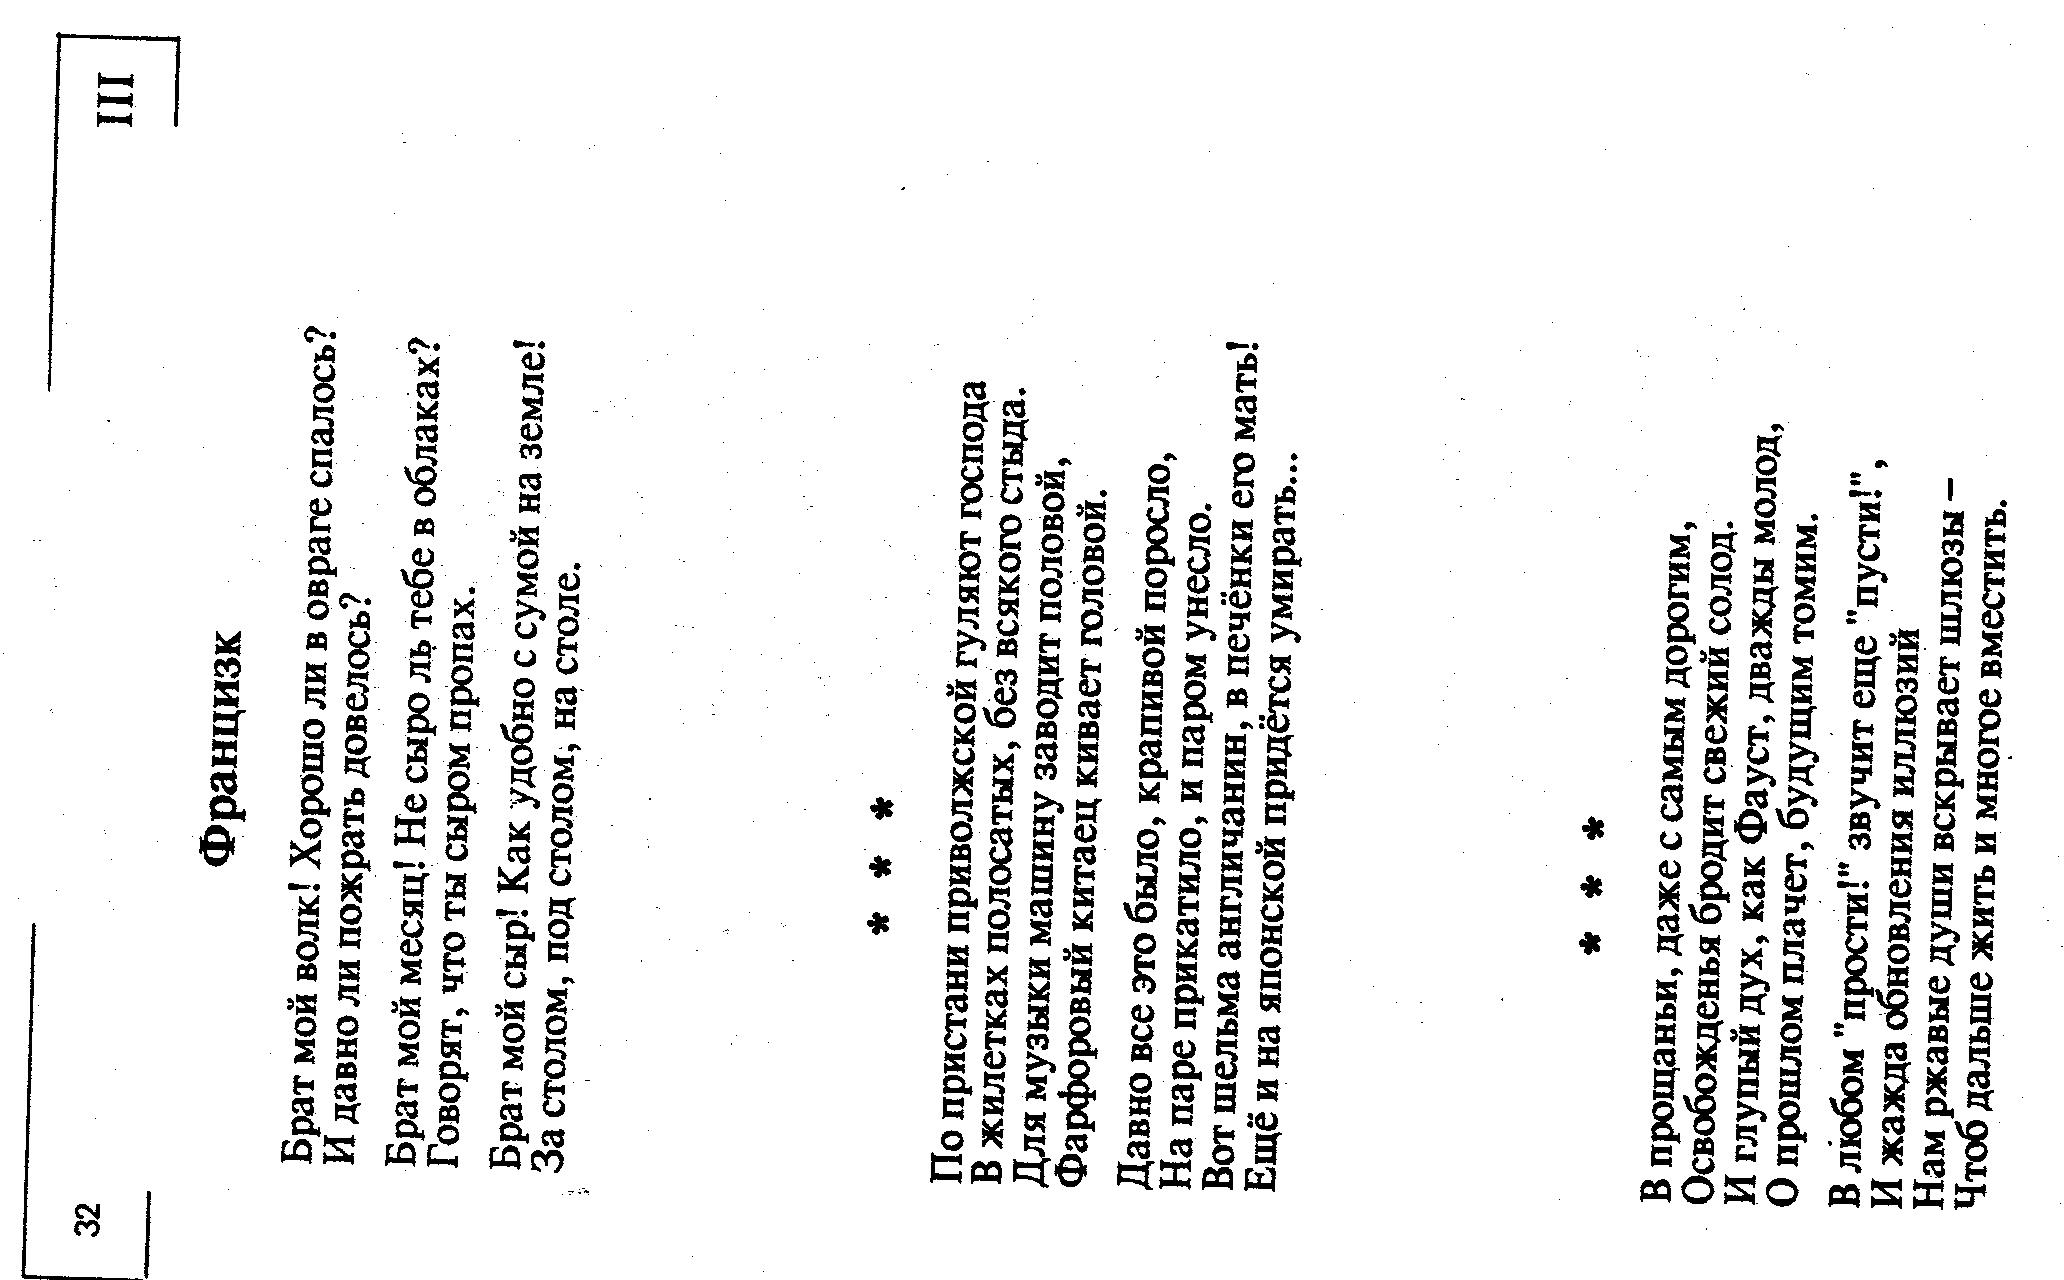 32
III
Францизк
Брат мой волк! Хорошо ли в овраге спалось?
И давно ли пожрать довелось?
Брат мой месяц! Не сыро ль тебе в облаках?
Говорят, что ты сыром пропах.
Брат мой сыр! Как удобно с сумой на земле!
За столом, под столом, на столе.
* * *
По пристани приволжской гуляют господа
В жилетках полосатых, без всякого стыда.
Для музыки машину заводит половой,
Фарфоровый китаец кивает головой.
Давно все это было, крапивой поросло,
На паре прикатило, и паром унесло.
Вот шельма англичанин, в печёнки его мать!
Ещё и на японской придётся умирать...
* * *
В прощаньи, даже с самым дорогим,
Освобожденья бродит свежий солод.
И глупый дух, как Фауст, дважды молод,
О прошлом плачет, будущим томим.
В любом "прости!" звучит еще "пусти!",
И жажда обновления иллюзий
Нам ржавые души вскрывает шлюзы –
Чтоб дальше жить и многое вместить.